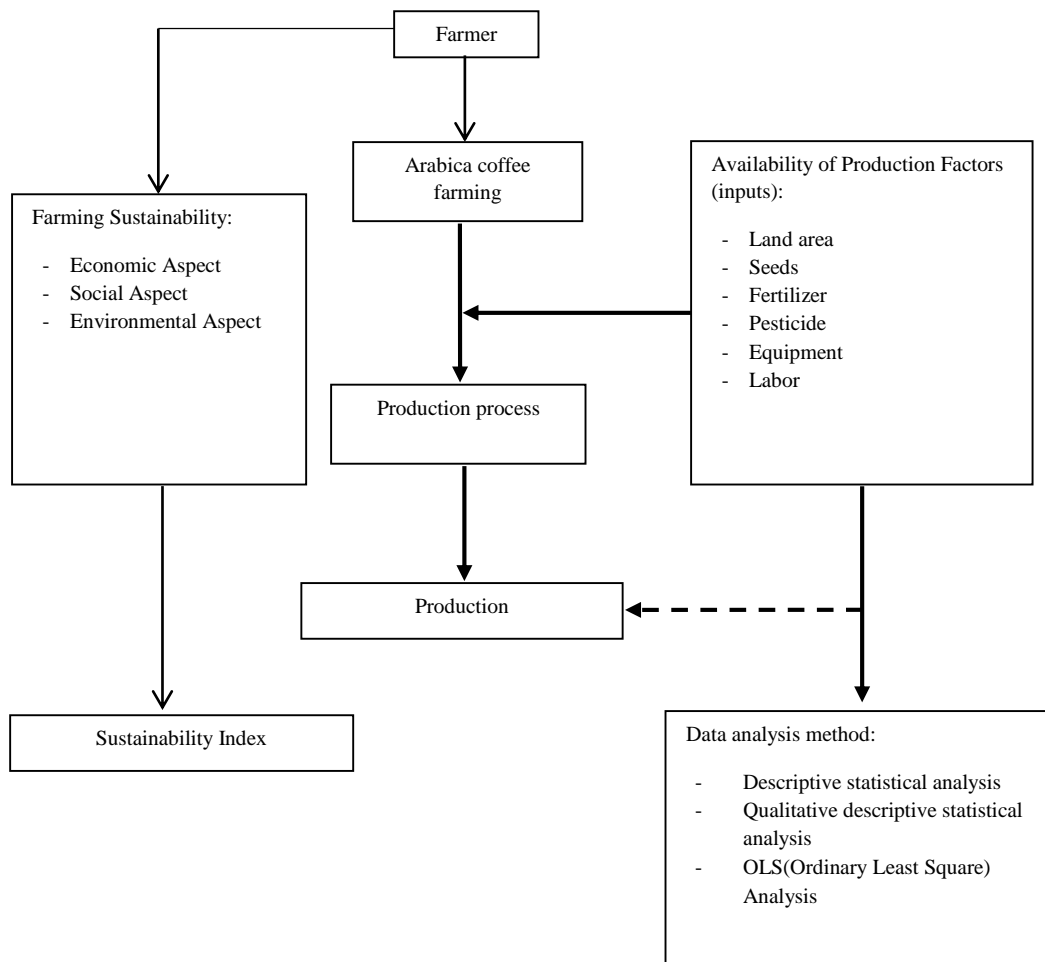 Farmer
Arabica coffee
farming
Availability of Production Factors
(inputs):
- Land area
- Seeds
- Fertilizer
- Pesticide
- Equipment
- Labor
Farming Sustainability:
- Economic Aspect
- Social Aspect
- Environmental Aspect
Production process
Production
Sustainability Index
Data analysis method:
- Descriptive statistical analysis
- Qualitative descriptive statistical
analysis
- OLS(Ordinary Least Square)
Analysis